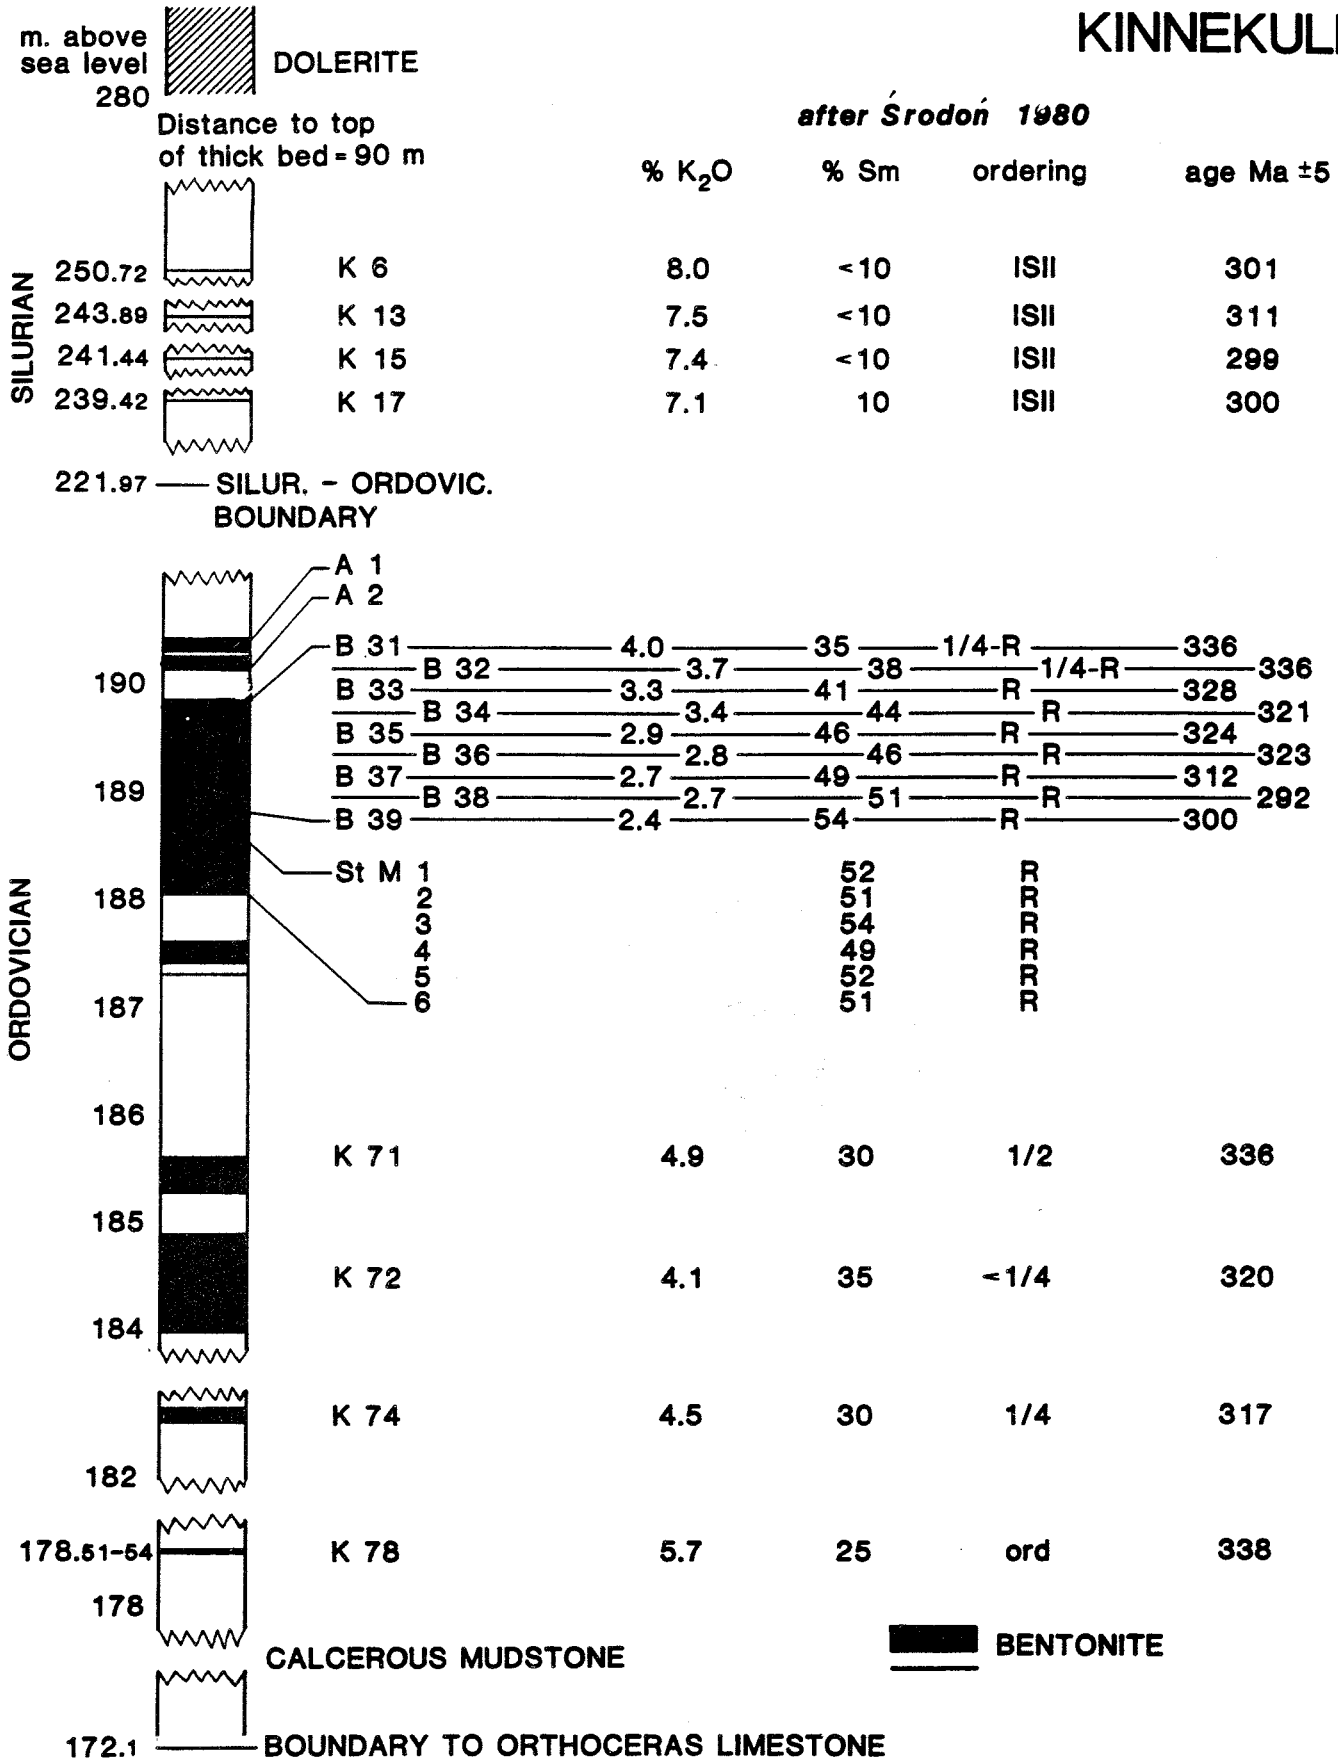 KINNEKUL
m. above
sea level
280
DOLERITE
Distance to top
of thick bed = 90 m
after Środoń 1980
% K₂O % Sm ordering age Ma ±5
SILURIAN
250.72 K 6 8.0 <10 ISII 301
243.89 K 13 7.5 <10 ISII 311
241.44 K 15 7.4 <10 ISII 299
239.42 K 17 7.1 10 ISII 300
221.97 SILUR. - ORDOVIC.
BOUNDARY
ORDOVICIAN
A 1
A 2
B 31 4.0 35 1/4-R 336
B 32 3.7 38 1/4-R 336
190
B 33 3.3 41 R 328
B 34 3.4 44 R 321
B 35 2.9 46 R 324
B 36 2.8 46 R 323
B 37 2.7 49 R 312
189
B 38 2.7 51 R 292
B 39 2.4 54 R 300
St M 1 52 R
188
2 51 R
3 54 R
4 49 R
5 52 R
6 51 R
187
186
K 71 4.9 30 1/2 336
185
K 72 4.1 35 <1/4 320
184
K 74 4.5 30 1/4 317
182
178.51-54 K 78 5.7 25 ord 338
178
BENTONITE
CALCEROUS MUDSTONE
172.1 BOUNDARY TO ORTHOCERAS LIMESTONE